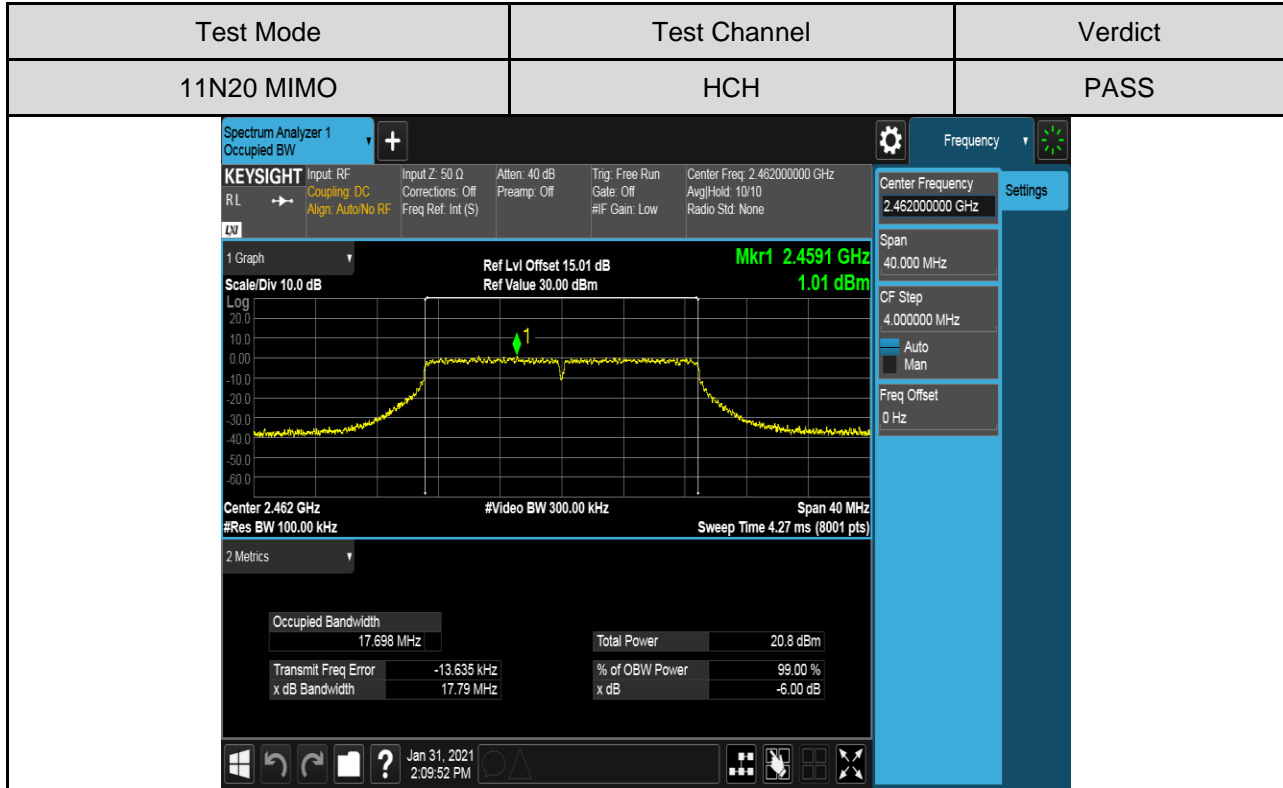 Test Mode Test Channel Verdict
11N20 MIMO HCH PASS
Spectrum Analyzer 1
Occupied BW
+
Frequency
KEYSIGHT Input: RF Input Z: 50 Ω Atten: 40 dB Trig: Free Run Center Freq: 2.462000000 GHz
RL Coupling: DC Corrections: Off Preamp: Off Gate: Off Avg|Hold: 10/10
Align: Auto/No RF Freq Ref: Int (S) #IF Gain: Low Radio Std: None
LXI
Center Frequency
2.462000000 GHz
Settings
Span
40.000 MHz
CF Step
4.000000 MHz
Auto
Man
Freq Offset
0 Hz
1 Graph Ref Lvl Offset 15.01 dB Mkr1 2.4591 GHz
Scale/Div 10.0 dB Ref Value 30.00 dBm 1.01 dBm
Log
20.0
10.0
1
0.00
-10.0
-20.0
-30.0
-40.0
-50.0
-60.0
Center 2.462 GHz #Video BW 300.00 kHz Span 40 MHz
#Res BW 100.00 kHz Sweep Time 4.27 ms (8001 pts)
2 Metrics
Occupied Bandwidth
17.698 MHz Total Power 20.8 dBm
Transmit Freq Error -13.635 kHz % of OBW Power 99.00 %
x dB Bandwidth 17.79 MHz x dB -6.00 dB
? Jan 31, 2021
2:09:52 PM